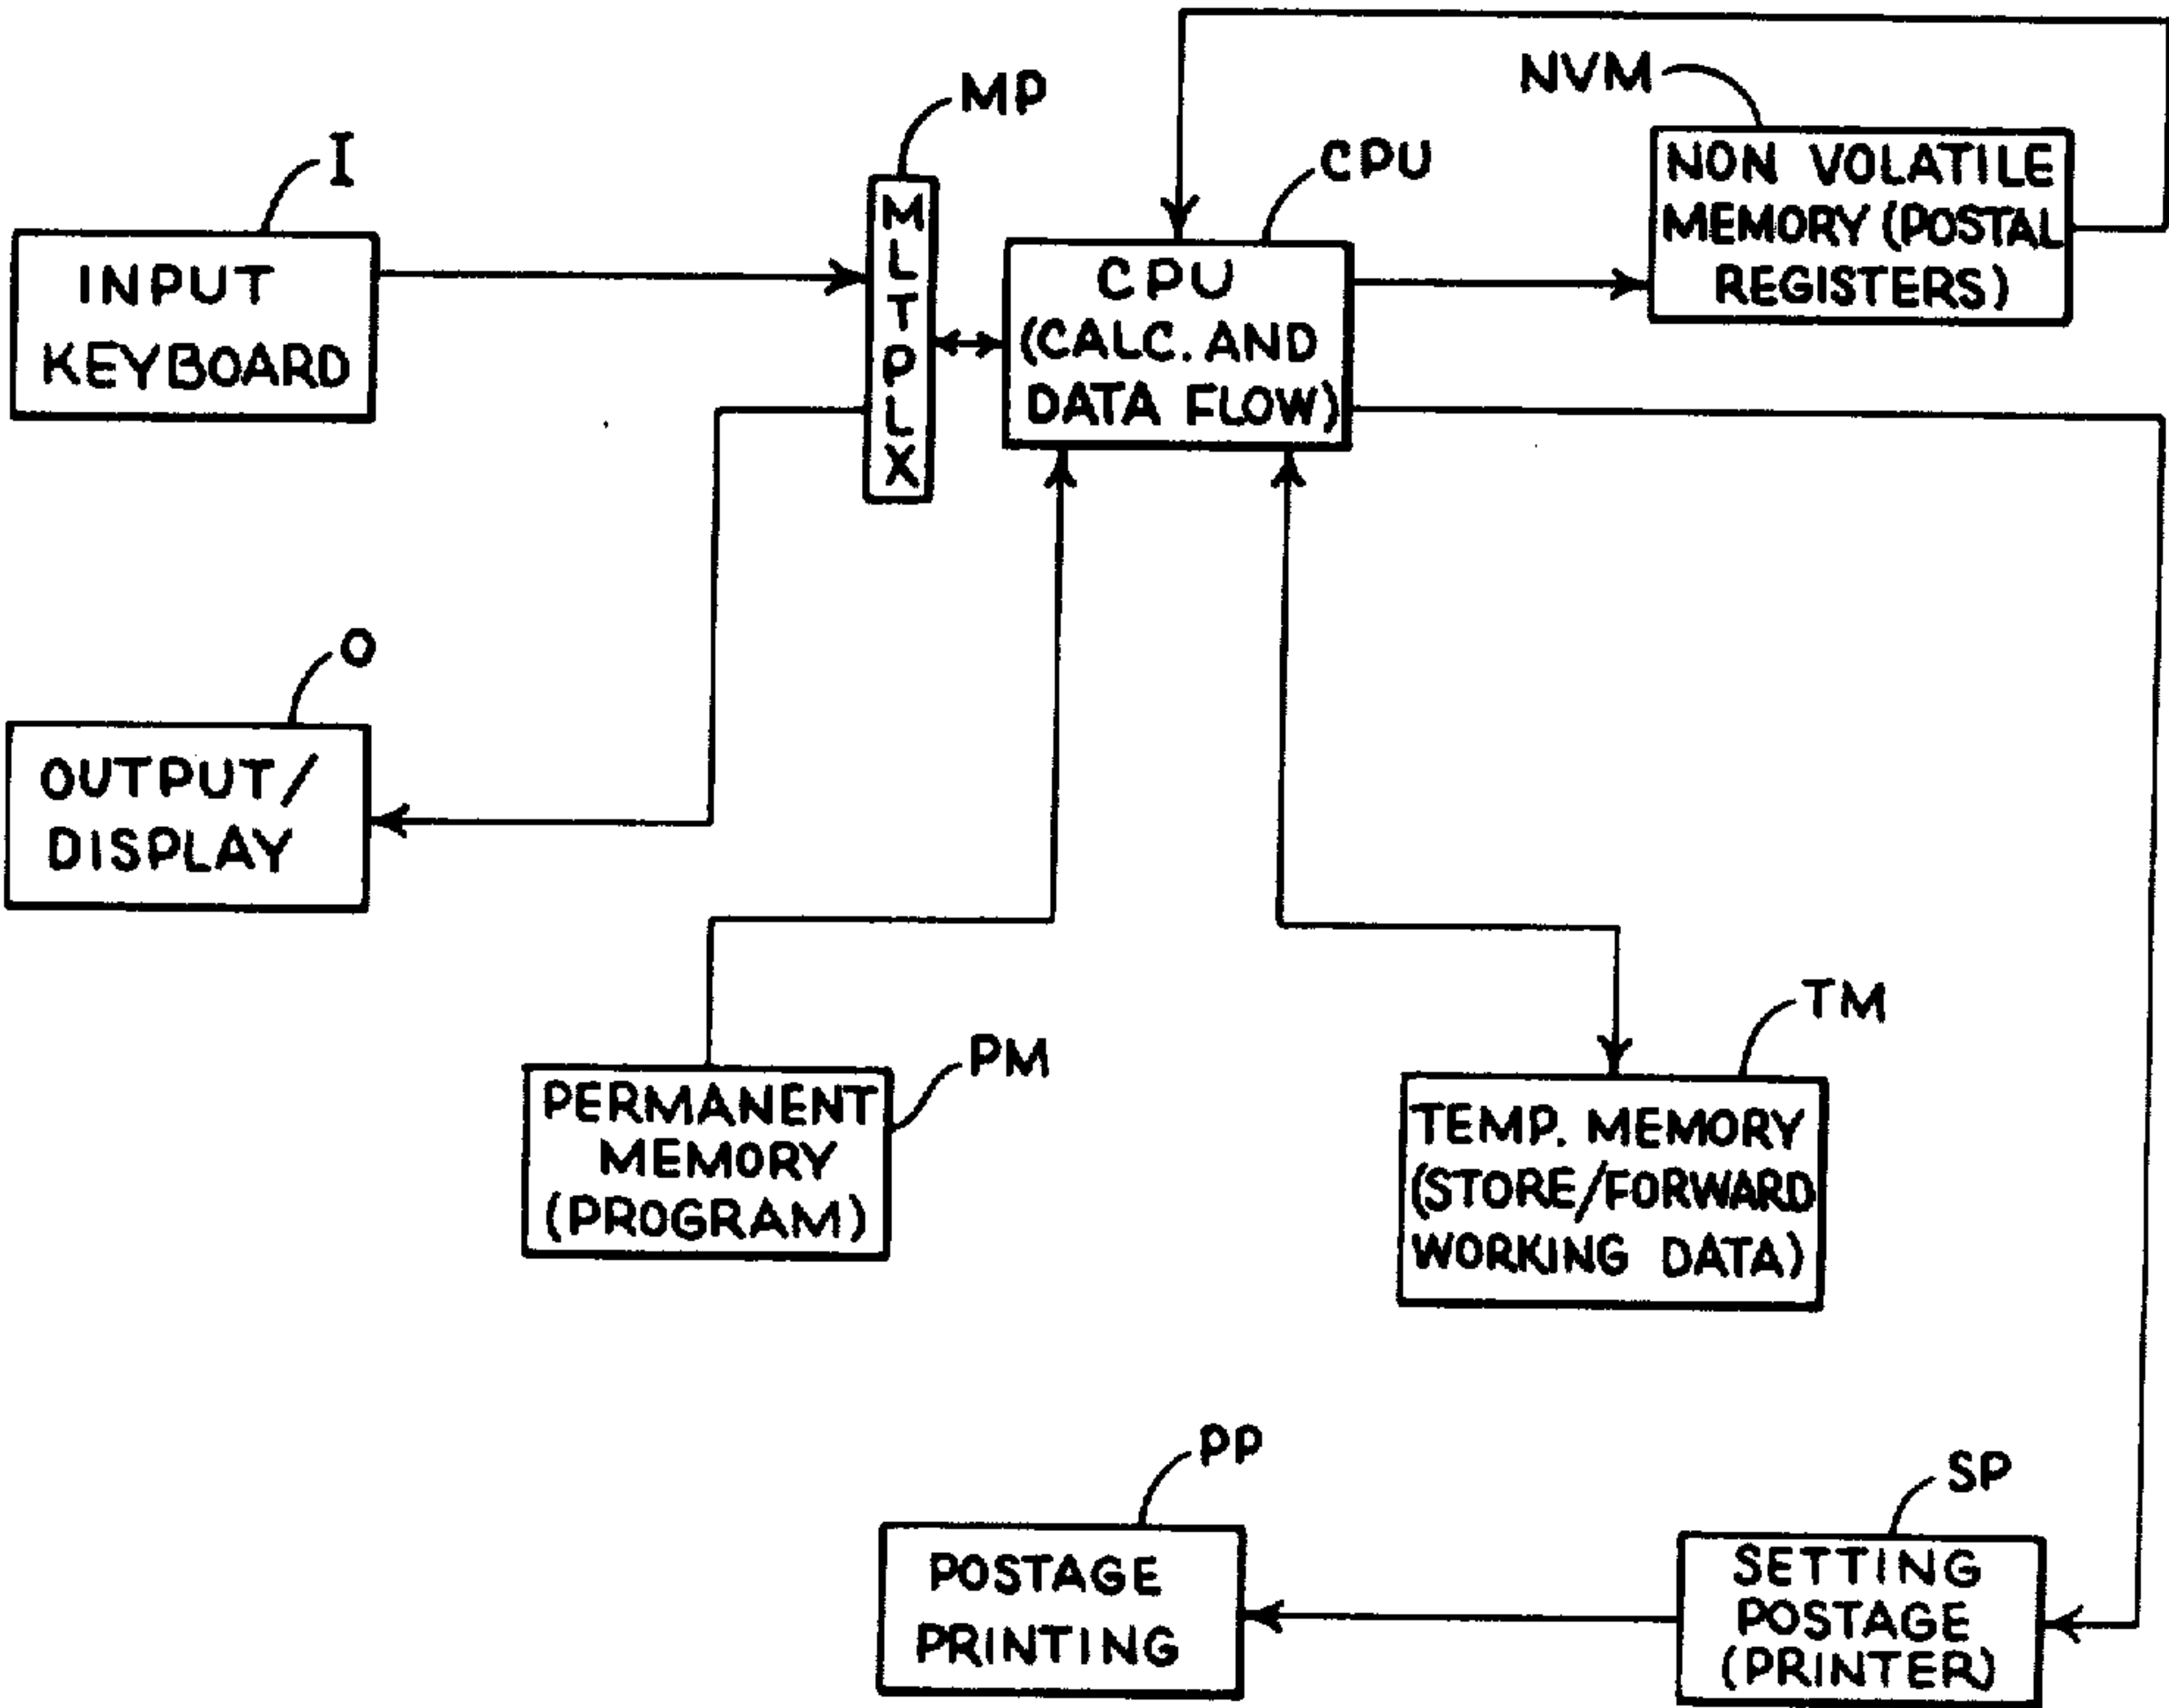 I
INPUT
KEYBOARD
MP
MLTPLX
CPU
CPU
(CALC. AND
DATA FLOW)
NVM
NON VOLATILE
MEMORY (POSTAL
REGISTERS)
O
OUTPUT/
DISPLAY
PM
PERMANENT
MEMORY
(PROGRAM)
TM
TEMP. MEMORY
(STORE/FORWARD
WORKING DATA)
PP
POSTAGE
PRINTING
SP
SETTING
POSTAGE
(PRINTER)